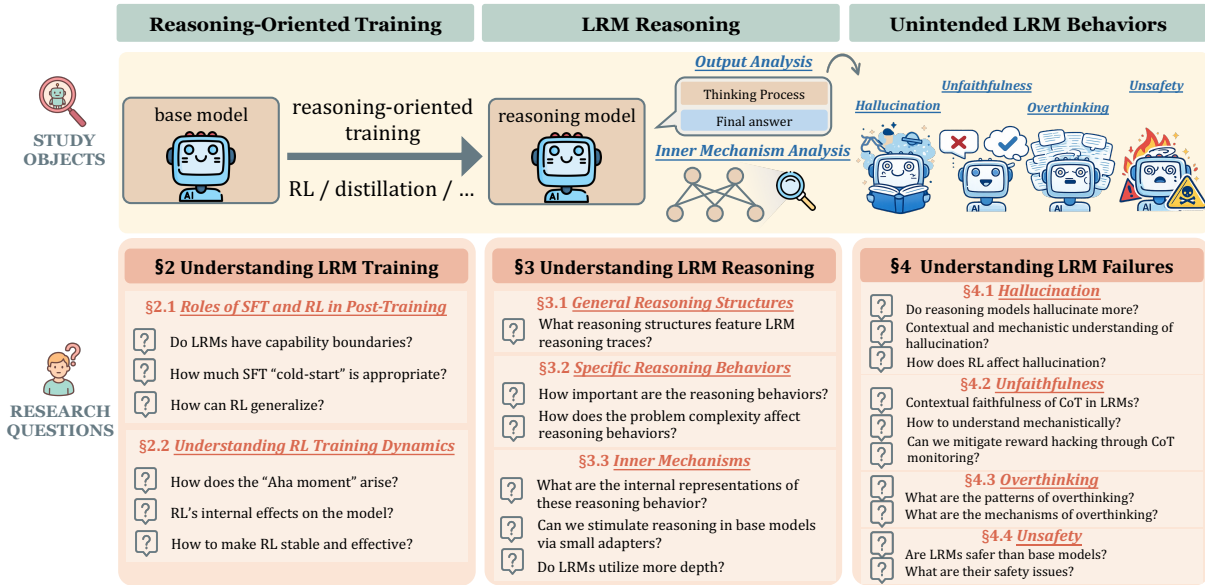 Reasoning-Oriented Training
LRM Reasoning
Unintended LRM Behaviors
STUDY
OBJECTS
base model
AI
reasoning-oriented
training
RL / distillation / ...
reasoning model
AI
Output Analysis
Thinking Process
Final answer
Inner Mechanism Analysis
Hallucination
Unfaithfulness
Overthinking
Unsafety
AI
AI
AI
AI
RESEARCH
QUESTIONS
§2 Understanding LRM Training
§2.1 Roles of SFT and RL in Post-Training
Do LRMs have capability boundaries?
How much SFT “cold-start” is appropriate?
How can RL generalize?
§2.2 Understanding RL Training Dynamics
How does the “Aha moment” arise?
RL’s internal effects on the model?
How to make RL stable and effective?
§3 Understanding LRM Reasoning
§3.1 General Reasoning Structures
What reasoning structures feature LRM
reasoning traces?
§3.2 Specific Reasoning Behaviors
How important are the reasoning behaviors?
How does the problem complexity affect
reasoning behaviors?
§3.3 Inner Mechanisms
What are the internal representations of
these reasoning behavior?
Can we stimulate reasoning in base models
via small adapters?
Do LRMs utilize more depth?
§4 Understanding LRM Failures
§4.1 Hallucination
Do reasoning models hallucinate more?
Contextual and mechanistic understanding of
hallucination?
How does RL affect hallucination?
§4.2 Unfaithfulness
Contextual faithfulness of CoT in LRMs?
How to understand mechanistically?
Can we mitigate reward hacking through CoT
monitoring?
§4.3 Overthinking
What are the patterns of overthinking?
What are the mechanisms of overthinking?
§4.4 Unsafety
Are LRMs safer than base models?
What are their safety issues?